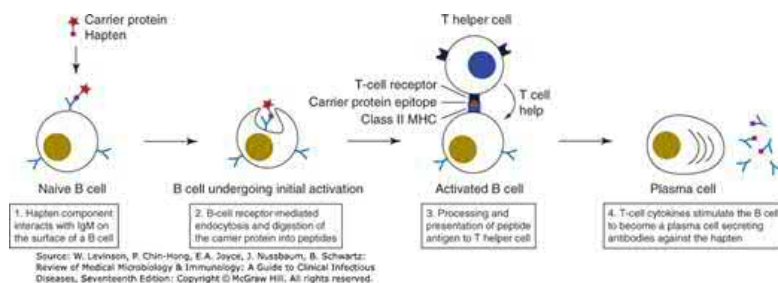 Carrier protein
Hapten
T helper cell
T-cell receptor
Carrier protein epitope
Class II MHC
T cell
help
Naive B cell
B cell undergoing initial activation
Activated B cell
Plasma cell
1. Hapten component
interacts with IgM on
the surface of a B cell
2. B-cell receptor-mediated
endocytosis and digestion of
the carrier protein into peptides
3. Processing and
presentation of peptide
antigen to T helper cell
4. T-cell cytokines stimulate the B cell
to become a plasma cell secreting
antibodies against the hapten
Source: W. Levinson, P. Chin-Hong, E.A. Joyce, J. Nussbaum, B. Schwartz:
Review of Medical Microbiology & Immunology: A Guide to Clinical Infectious
Diseases, Seventeenth Edition: Copyright © McGraw Hill. All rights reserved.